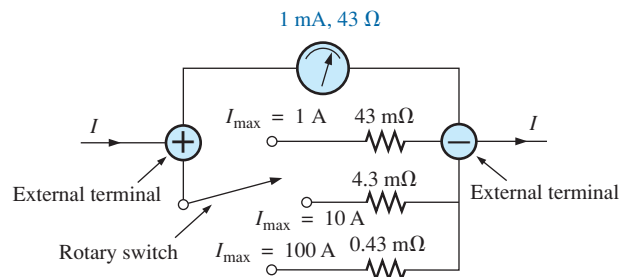 1 mA, 43 Ω
I
I_max = 1 A 43 mΩ
I
+
−
4.3 mΩ
External terminal
External terminal
I_max = 10 A
Rotary switch
I_max = 100 A 0.43 mΩ